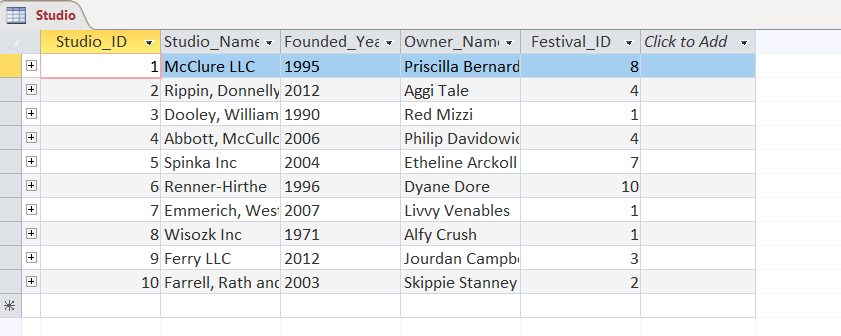 Studio
Studio_ID Studio_Name Founded_Yea Owner_Name Festival_ID Click to Add
1 McClure LLC 1995 Priscilla Bernard 8
2 Rippin, Donnelly 2012 Aggi Tale 4
3 Dooley, William 1990 Red Mizzi 1
4 Abbott, McCullo 2006 Philip Davidowic 4
5 Spinka Inc 2004 Etheline Arckoll 7
6 Renner-Hirthe 1996 Dyane Dore 10
7 Emmerich, West 2007 Livvy Venables 1
8 Wisozk Inc 1971 Alfy Crush 1
9 Ferry LLC 2012 Jourdan Campbe 3
10 Farrell, Rath and 2003 Skippie Stanney 2